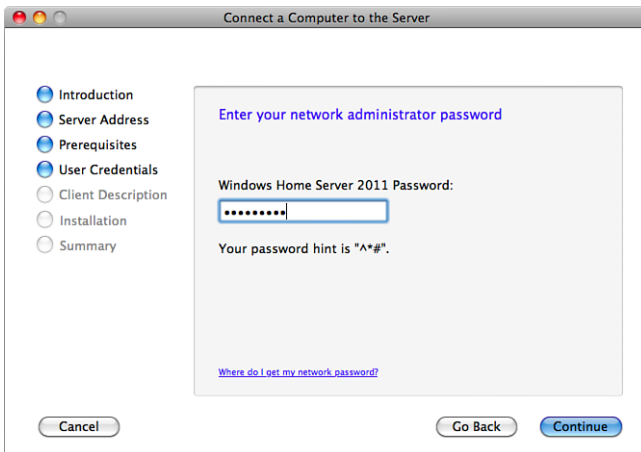 Connect a Computer to the Server
Introduction
Server Address
Prerequisites
User Credentials
Client Description
Installation
Summary
Enter your network administrator password
Windows Home Server 2011 Password:
•••••••••
Your password hint is "^*#".
Where do I get my network password?
Cancel
Go Back
Continue